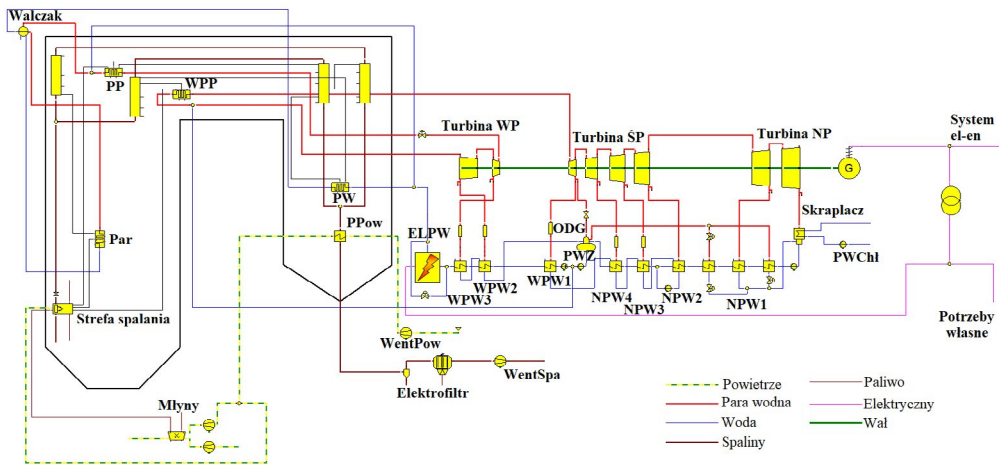 Walczak
PP
WPP
Turbina WP
Turbina ŚP
Turbina NP
System
el-en
G
PW
Par
PPow
ELPW
ODG
PWZ
Skraplacz
PWChł
WPW3
WPW2
WPW1
NPW4
NPW3
NPW2
NPW1
Strefa spalania
Potrzeby
własne
WentPow
WentSpa
Elektrofiltr
Młyny
Powietrze
Para wodna
Woda
Spaliny
Paliwo
Elektryczny
Wał